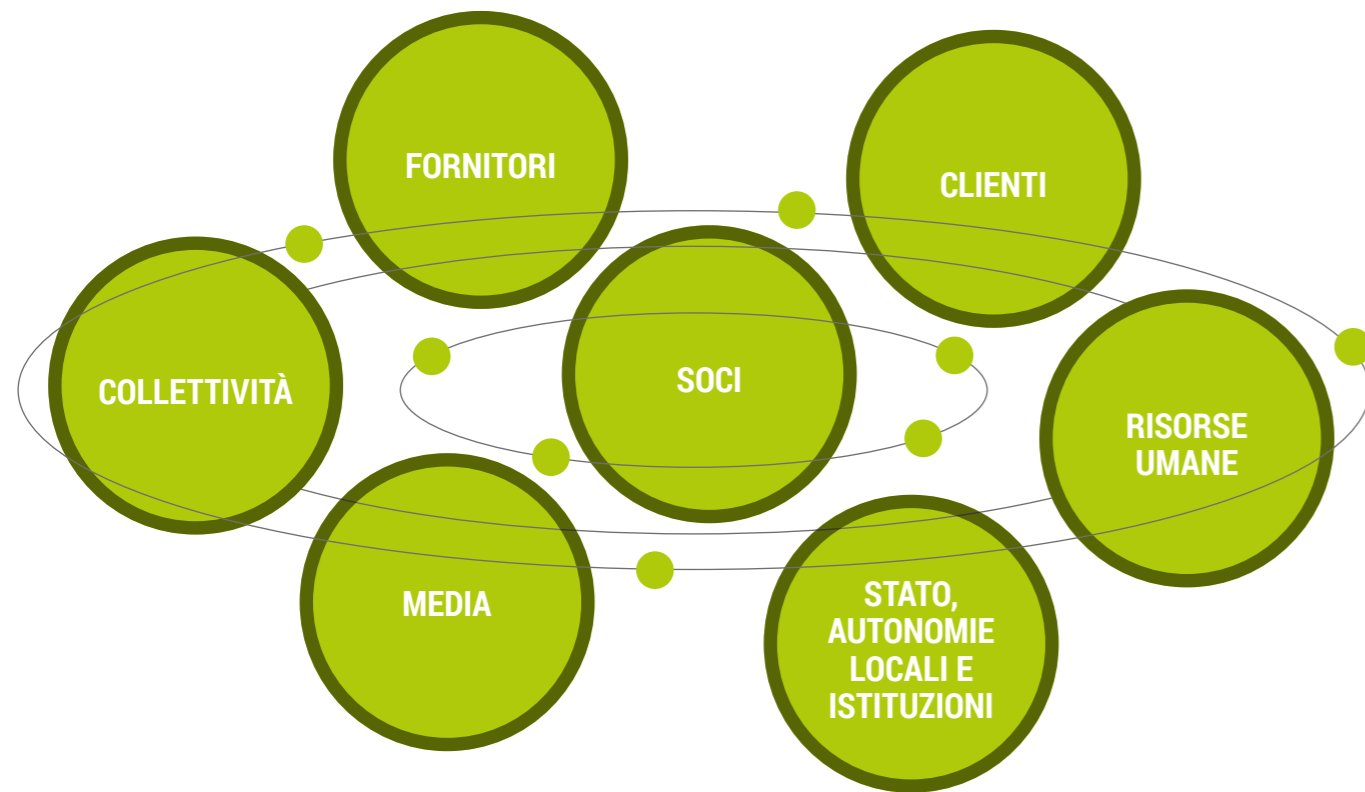 FORNITORI
CLIENTI
COLLETTIVITÀ
SOCI
RISORSE
UMANE
MEDIA
STATO,
AUTONOMIE
LOCALI E
ISTITUZIONI